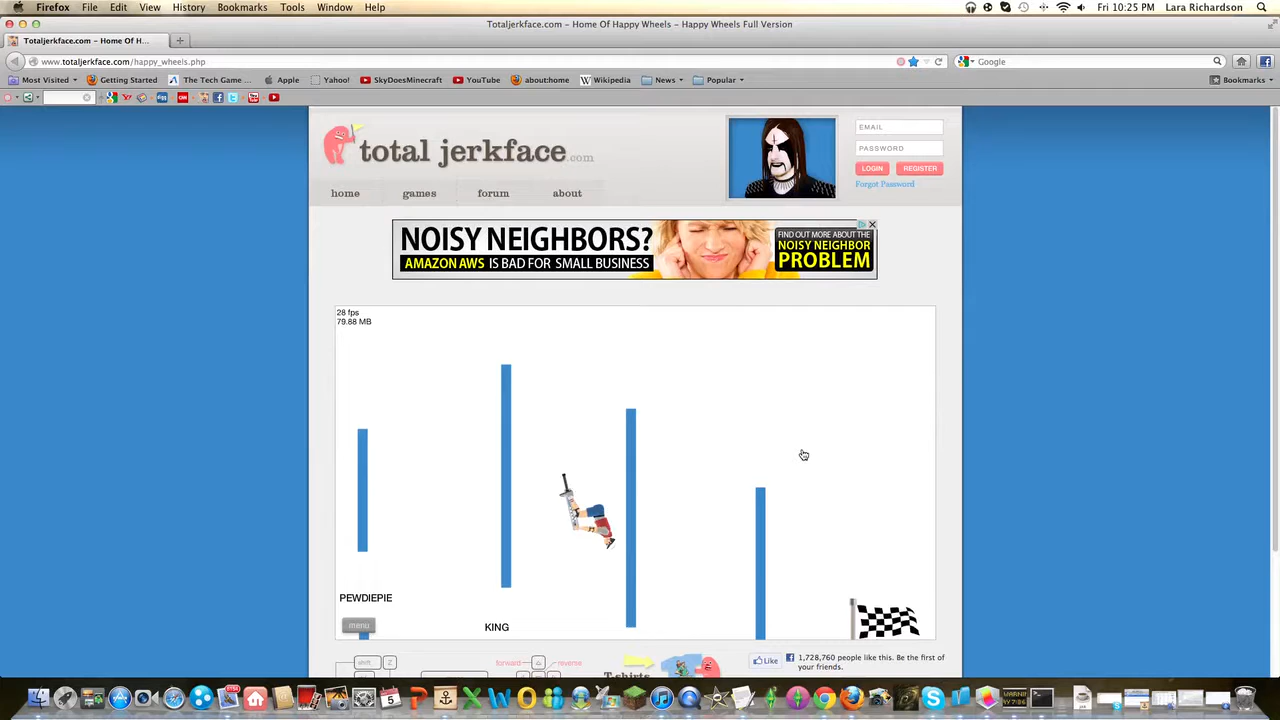 Firefox File Edit View History Bookmarks Tools Window Help Fri 10:25 PM Lara Richardson
Totaljerkface.com – Home Of Happy Wheels – Happy Wheels Full Version
Totaljerkface.com – Home Of H...
www.totaljerkface.com/happy_wheels.php Google
Most Visited Getting Started The Tech Game ... Apple Yahoo! SkyDoesMinecraft YouTube about:home Wikipedia News Popular Bookmarks
total jerkface.com
EMAIL
PASSWORD
LOGIN REGISTER
Forgot Password
home games forum about
NOISY NEIGHBORS?
AMAZON AWS IS BAD FOR SMALL BUSINESS
FIND OUT MORE ABOUT THE
NOISY NEIGHBOR
PROBLEM
28 fps
79.88 MB
PEWDIEPIE
menu
KING
shift Z forward reverse
T-shirts
Like 1,728,760 people like this. Be the first of
your friends.